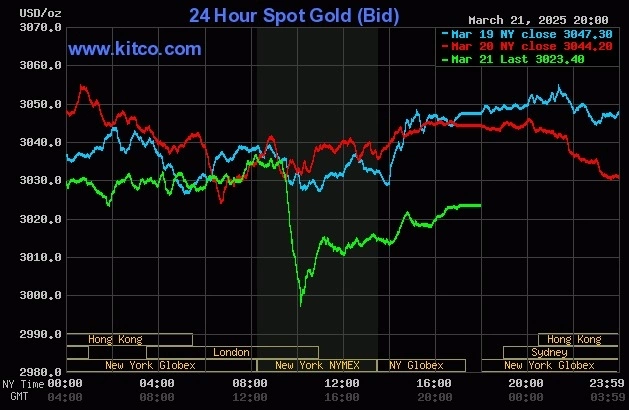 USD/oz
24 Hour Spot Gold (Bid)
March 21, 2025 20:00
3070.0
www.kitco.com
Mar 19 NY close 3047.30
Mar 20 NY close 3044.20
Mar 21 Last 3023.40
3060.0
3050.0
3040.0
3030.0
3020.0
3010.0
3000.0
2990.0
2980.0
Hong Kong
Hong Kong
London
Sydney
New York Globex
New York NYMEX
NY Globex
New York Globex
NY Time
00:00
04:00
08:00
12:00
16:00
20:00
23:59
GMT
04:00
08:00
12:00
16:00
20:00
00:00
03:59